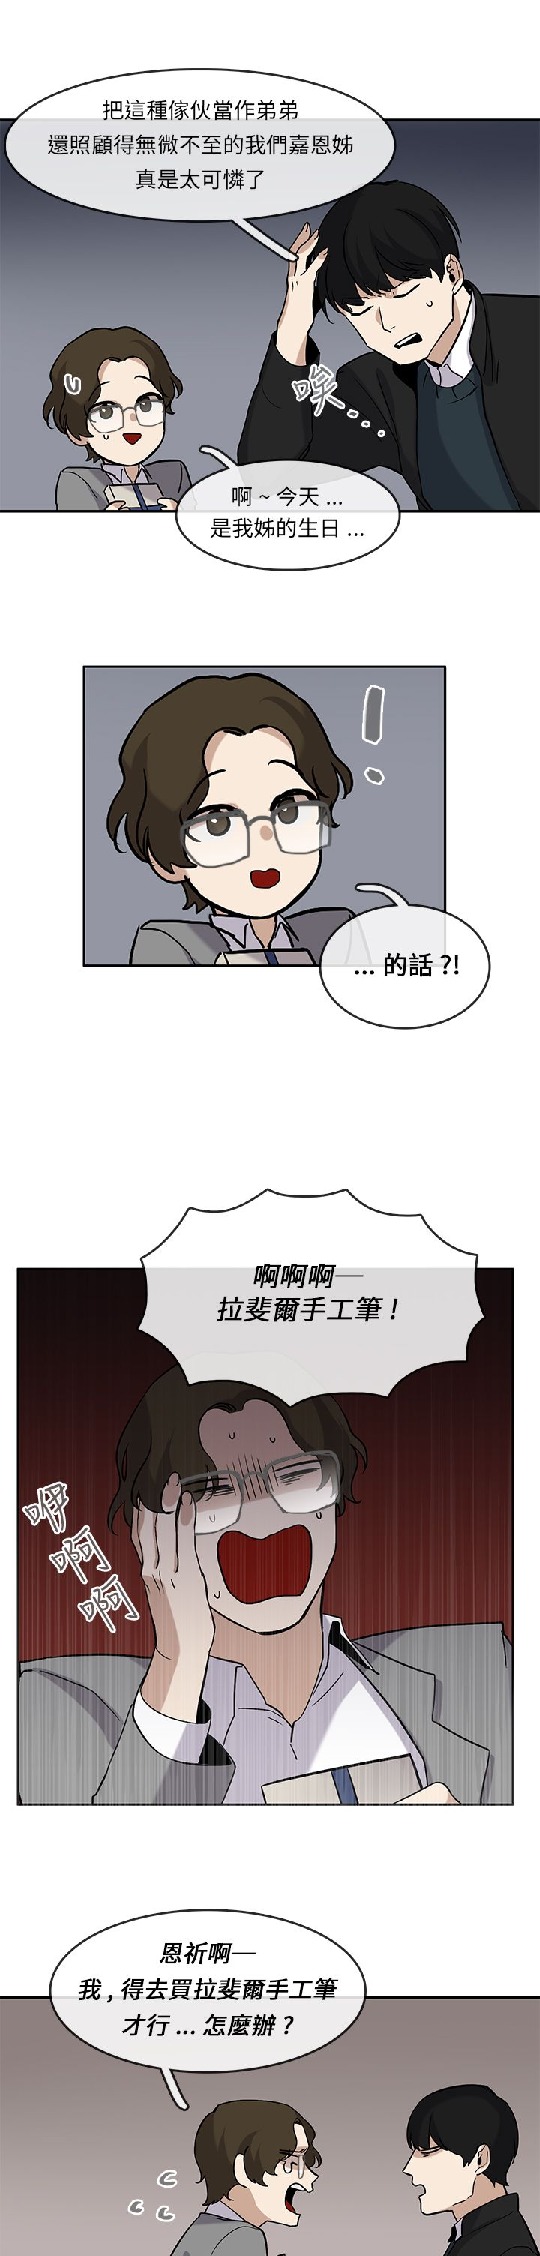 把這種傢伙當作弟弟
還照顧得無微不至的我們嘉恩姊
真是太可憐了
唉....
啊~今天...
是我姊的生日...
!
... 的話?!
啊啊啊—
拉斐爾手工筆!
咿
啊
啊
恩祈啊—
我,得去買拉斐爾手工筆
才行...怎麼辦?